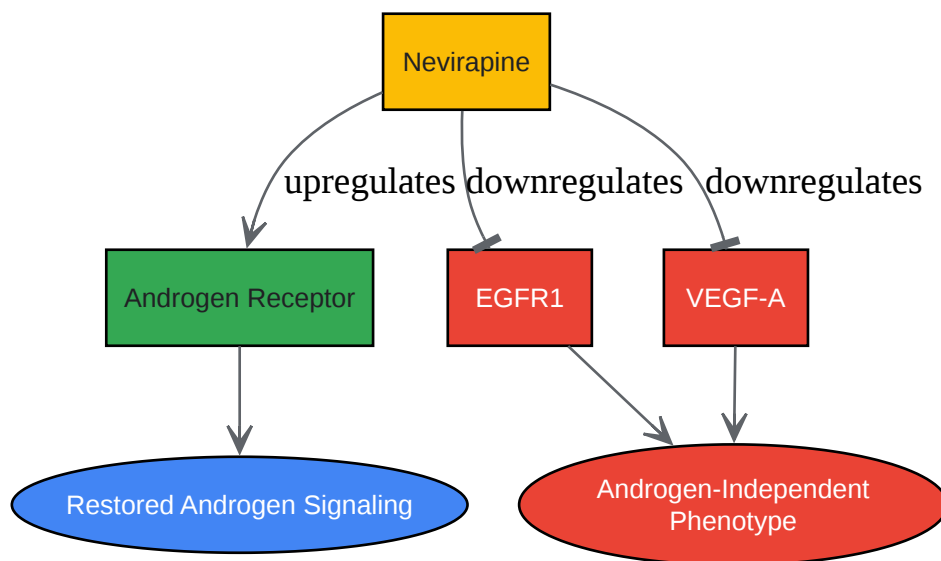 Nevirapine
upregulates
downregulates
downregulates
Androgen Receptor
EGFR1
VEGF-A
Restored Androgen Signaling
Androgen-Independent
Phenotype